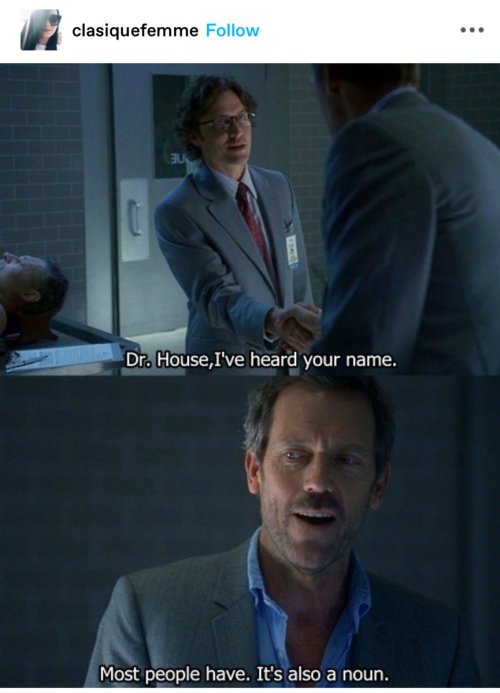 clasiquefemme Follow
Dr. House,I've heard your name.
Most people have. It's also a noun.